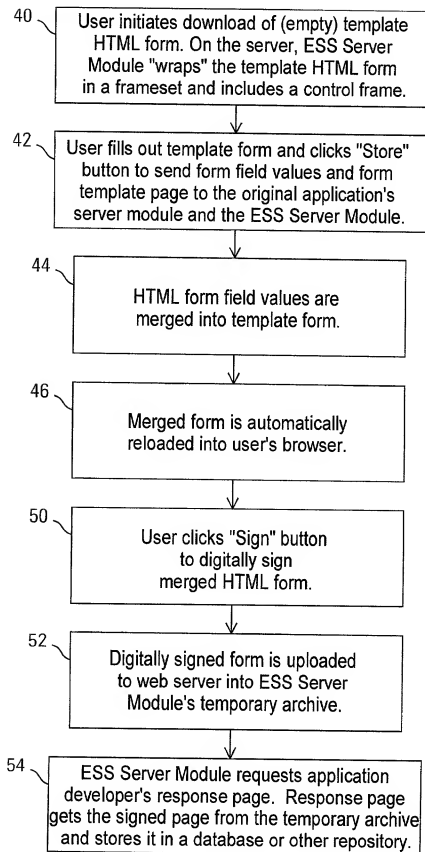 40
User initiates download of (empty) template
HTML form. On the server, ESS Server
Module "wraps" the template HTML form
in a frameset and includes a control frame.
42
User fills out template form and clicks "Store"
button to send form field values and form
template page to the original application's
server module and the ESS Server Module.
44
HTML form field values are
merged into template form.
46
Merged form is automatically
reloaded into user's browser.
50
User clicks "Sign" button
to digitally sign
merged HTML form.
52
Digitally signed form is uploaded
to web server into ESS Server
Module's temporary archive.
54
ESS Server Module requests application
developer's response page. Response page
gets the signed page from the temporary archive
and stores it in a database or other repository.